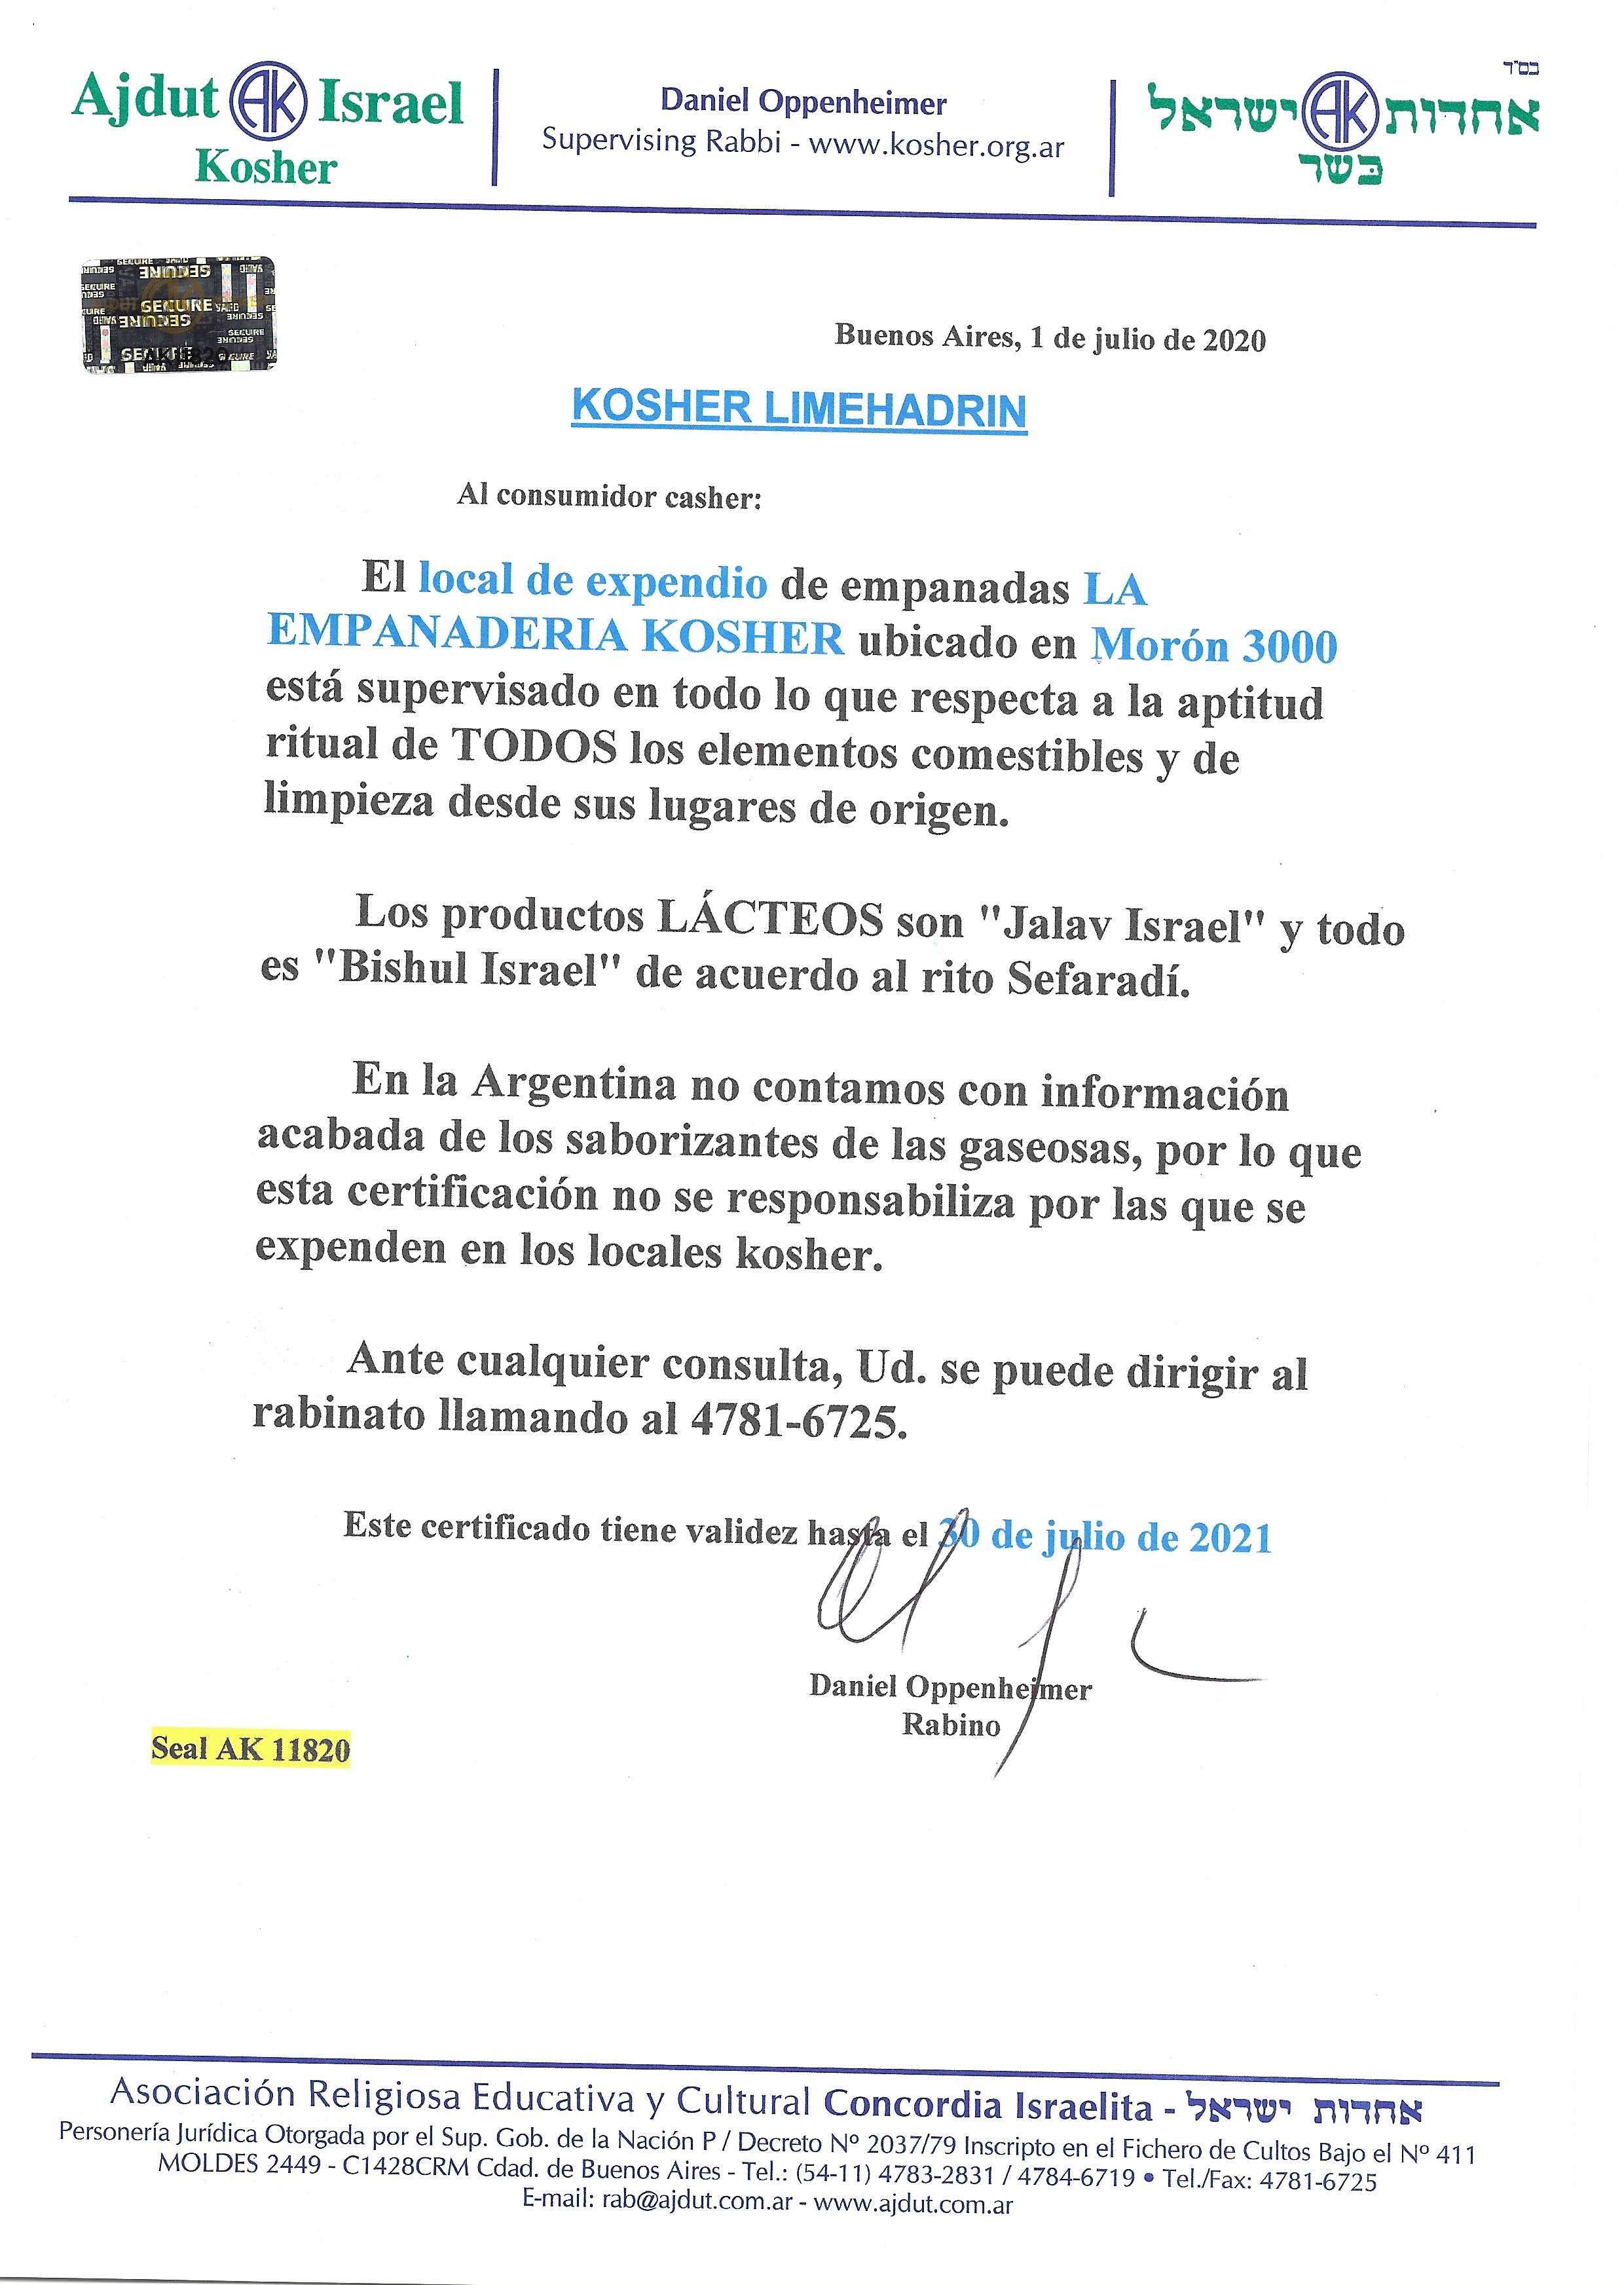 בס"ד
Ajdut AK Israel
Kosher
Daniel Oppenheimer
Supervising Rabbi - www.kosher.org.ar
אחדות AK ישראל
כשר
SECURE
Buenos Aires, 1 de julio de 2020
KOSHER LIMEHADRIN
Al consumidor casher:
El local de expendio de empanadas LA
EMPANADERIA KOSHER ubicado en Morón 3000
está supervisado en todo lo que respecta a la aptitud
ritual de TODOS los elementos comestibles y de
limpieza desde sus lugares de origen.
Los productos LÁCTEOS son "Jalav Israel" y todo
es "Bishul Israel" de acuerdo al rito Sefaradí.
En la Argentina no contamos con información
acabada de los saborizantes de las gaseosas, por lo que
esta certificación no se responsabiliza por las que se
expenden en los locales kosher.
Ante cualquier consulta, Ud. se puede dirigir al
rabinato llamando al 4781-6725.
Este certificado tiene validez hasta el 30 de julio de 2021
Daniel Oppenheimer
Rabino
Seal AK 11820
Asociación Religiosa Educativa y Cultural Concordia Israelita - אחדות ישראל
Personería Jurídica Otorgada por el Sup. Gob. de la Nación P / Decreto Nº 2037/79 Inscripto en el Fichero de Cultos Bajo el Nº 411
MOLDES 2449 - C1428CRM Cdad. de Buenos Aires - Tel.: (54-11) 4783-2831 / 4784-6719 • Tel./Fax: 4781-6725
E-mail: rab@ajdut.com.ar - www.ajdut.com.ar